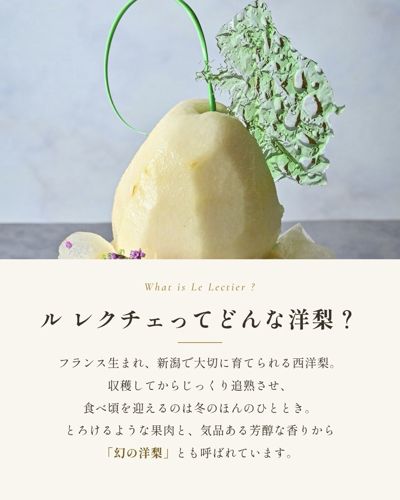 What is Le Lectier ?
ル レクチェってどんな洋梨？
フランス生まれ、新潟で大切に育てられる西洋梨。
収穫してからじっくり追熟させ、
食べ頃を迎えるのは冬のほんのひととき。
とろけるような果肉と、気品ある芳醇な香りから
「幻の洋梨」とも呼ばれています。